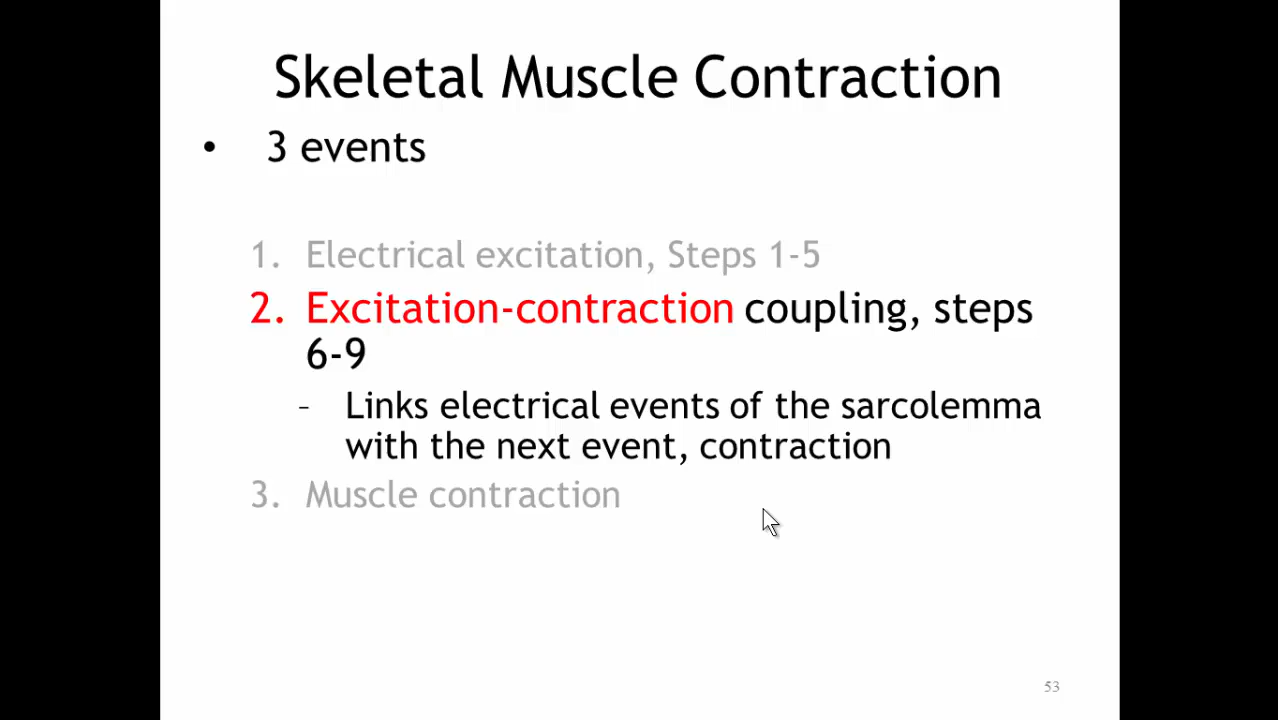 Skeletal Muscle Contraction
• 3 events
1. Electrical excitation, Steps 1-5
2. Excitation-contraction coupling, steps
6-9
– Links electrical events of the sarcolemma
with the next event, contraction
3. Muscle contraction
53